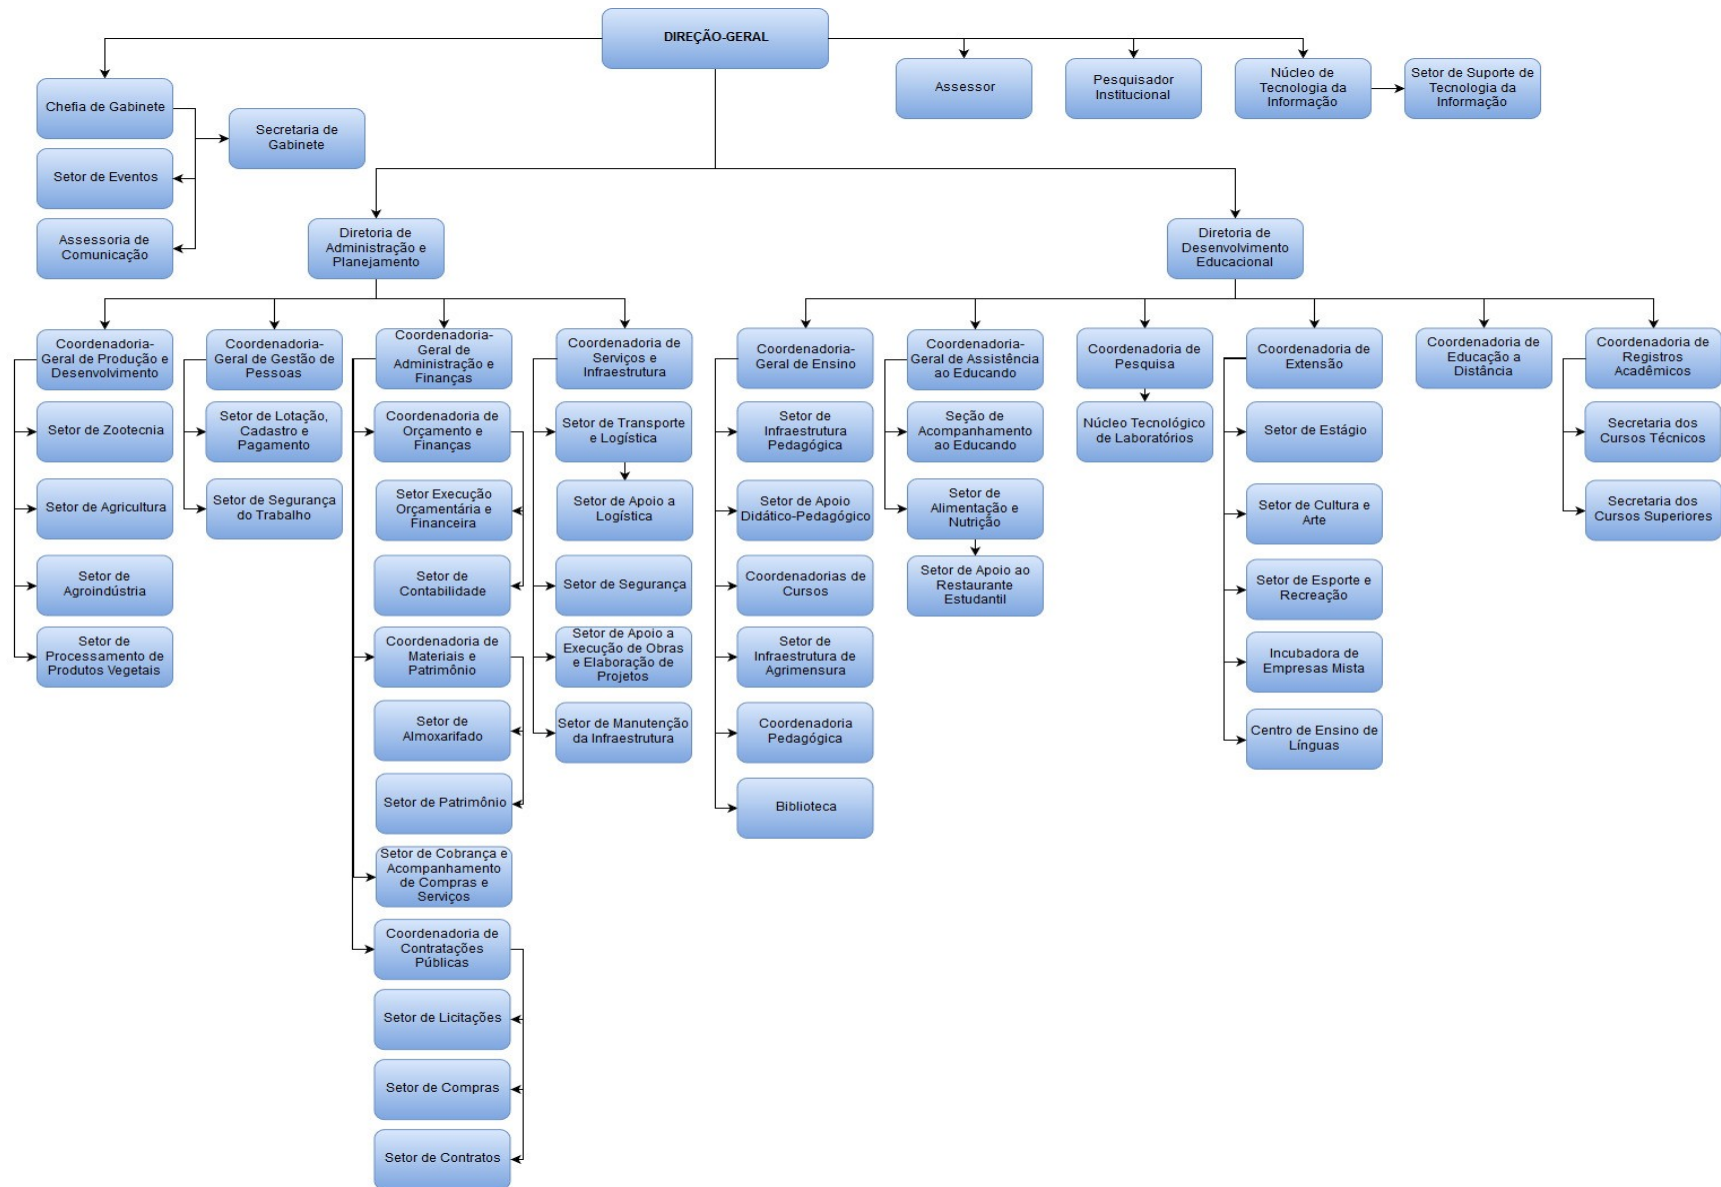 DIREÇÃO-GERAL
Assessor
Pesquisador
Institucional
Núcleo de
Tecnologia da
Informação
Setor de Suporte de
Tecnologia da
Informação
Chefia de Gabinete
Secretaria de
Gabinete
Setor de Eventos
Assessoria de
Comunicação
Diretoria de
Administração e
Planejamento
Diretoria de
Desenvolvimento
Educacional
Coordenadoria-
Geral de Produção e
Desenvolvimento
Setor de Zootecnia
Setor de Agricultura
Setor de
Agroindústria
Setor de
Processamento de
Produtos Vegetais
Coordenadoria-
Geral de Gestão de
Pessoas
Setor de Lotação,
Cadastro e
Pagamento
Setor de Segurança
do Trabalho
Coordenadoria-
Geral de
Administração e
Finanças
Coordenadoria de
Orçamento e
Finanças
Setor Execução
Orçamentária e
Financeira
Setor de
Contabilidade
Coordenadoria de
Materiais e
Patrimônio
Setor de
Almoxarifado
Setor de Patrimônio
Setor de Cobrança e
Acompanhamento
de Compras e
Serviços
Coordenadoria de
Contratações
Públicas
Setor de Licitações
Setor de Compras
Setor de Contratos
Coordenadoria de
Serviços e
Infraestrutura
Setor de Transporte
e Logística
Setor de Apoio a
Logística
Setor de Segurança
Setor de Apoio a
Execução de Obras
e Elaboração de
Projetos
Setor de Manutenção
da Infraestrutura
Coordenadoria-
Geral de Ensino
Setor de
Infraestrutura
Pedagógica
Setor de Apoio
Didático-Pedagógico
Coordenadorias de
Cursos
Setor de
Infraestrutura de
Agrimensura
Coordenadoria
Pedagógica
Biblioteca
Coordenadoria-
Geral de Assistência
ao Educando
Seção de
Acompanhamento
ao Educando
Setor de
Alimentação e
Nutrição
Setor de Apoio ao
Restaurante
Estudantil
Coordenadoria de
Pesquisa
Núcleo Tecnológico
de Laboratórios
Coordenadoria de
Extensão
Setor de Estágio
Setor de Cultura e
Arte
Setor de Esporte e
Recreação
Incubadora de
Empresas Mista
Centro de Ensino de
Línguas
Coordenadoria de
Educação a
Distância
Coordenadoria de
Registros
Acadêmicos
Secretaria dos
Cursos Técnicos
Secretaria dos
Cursos Superiores